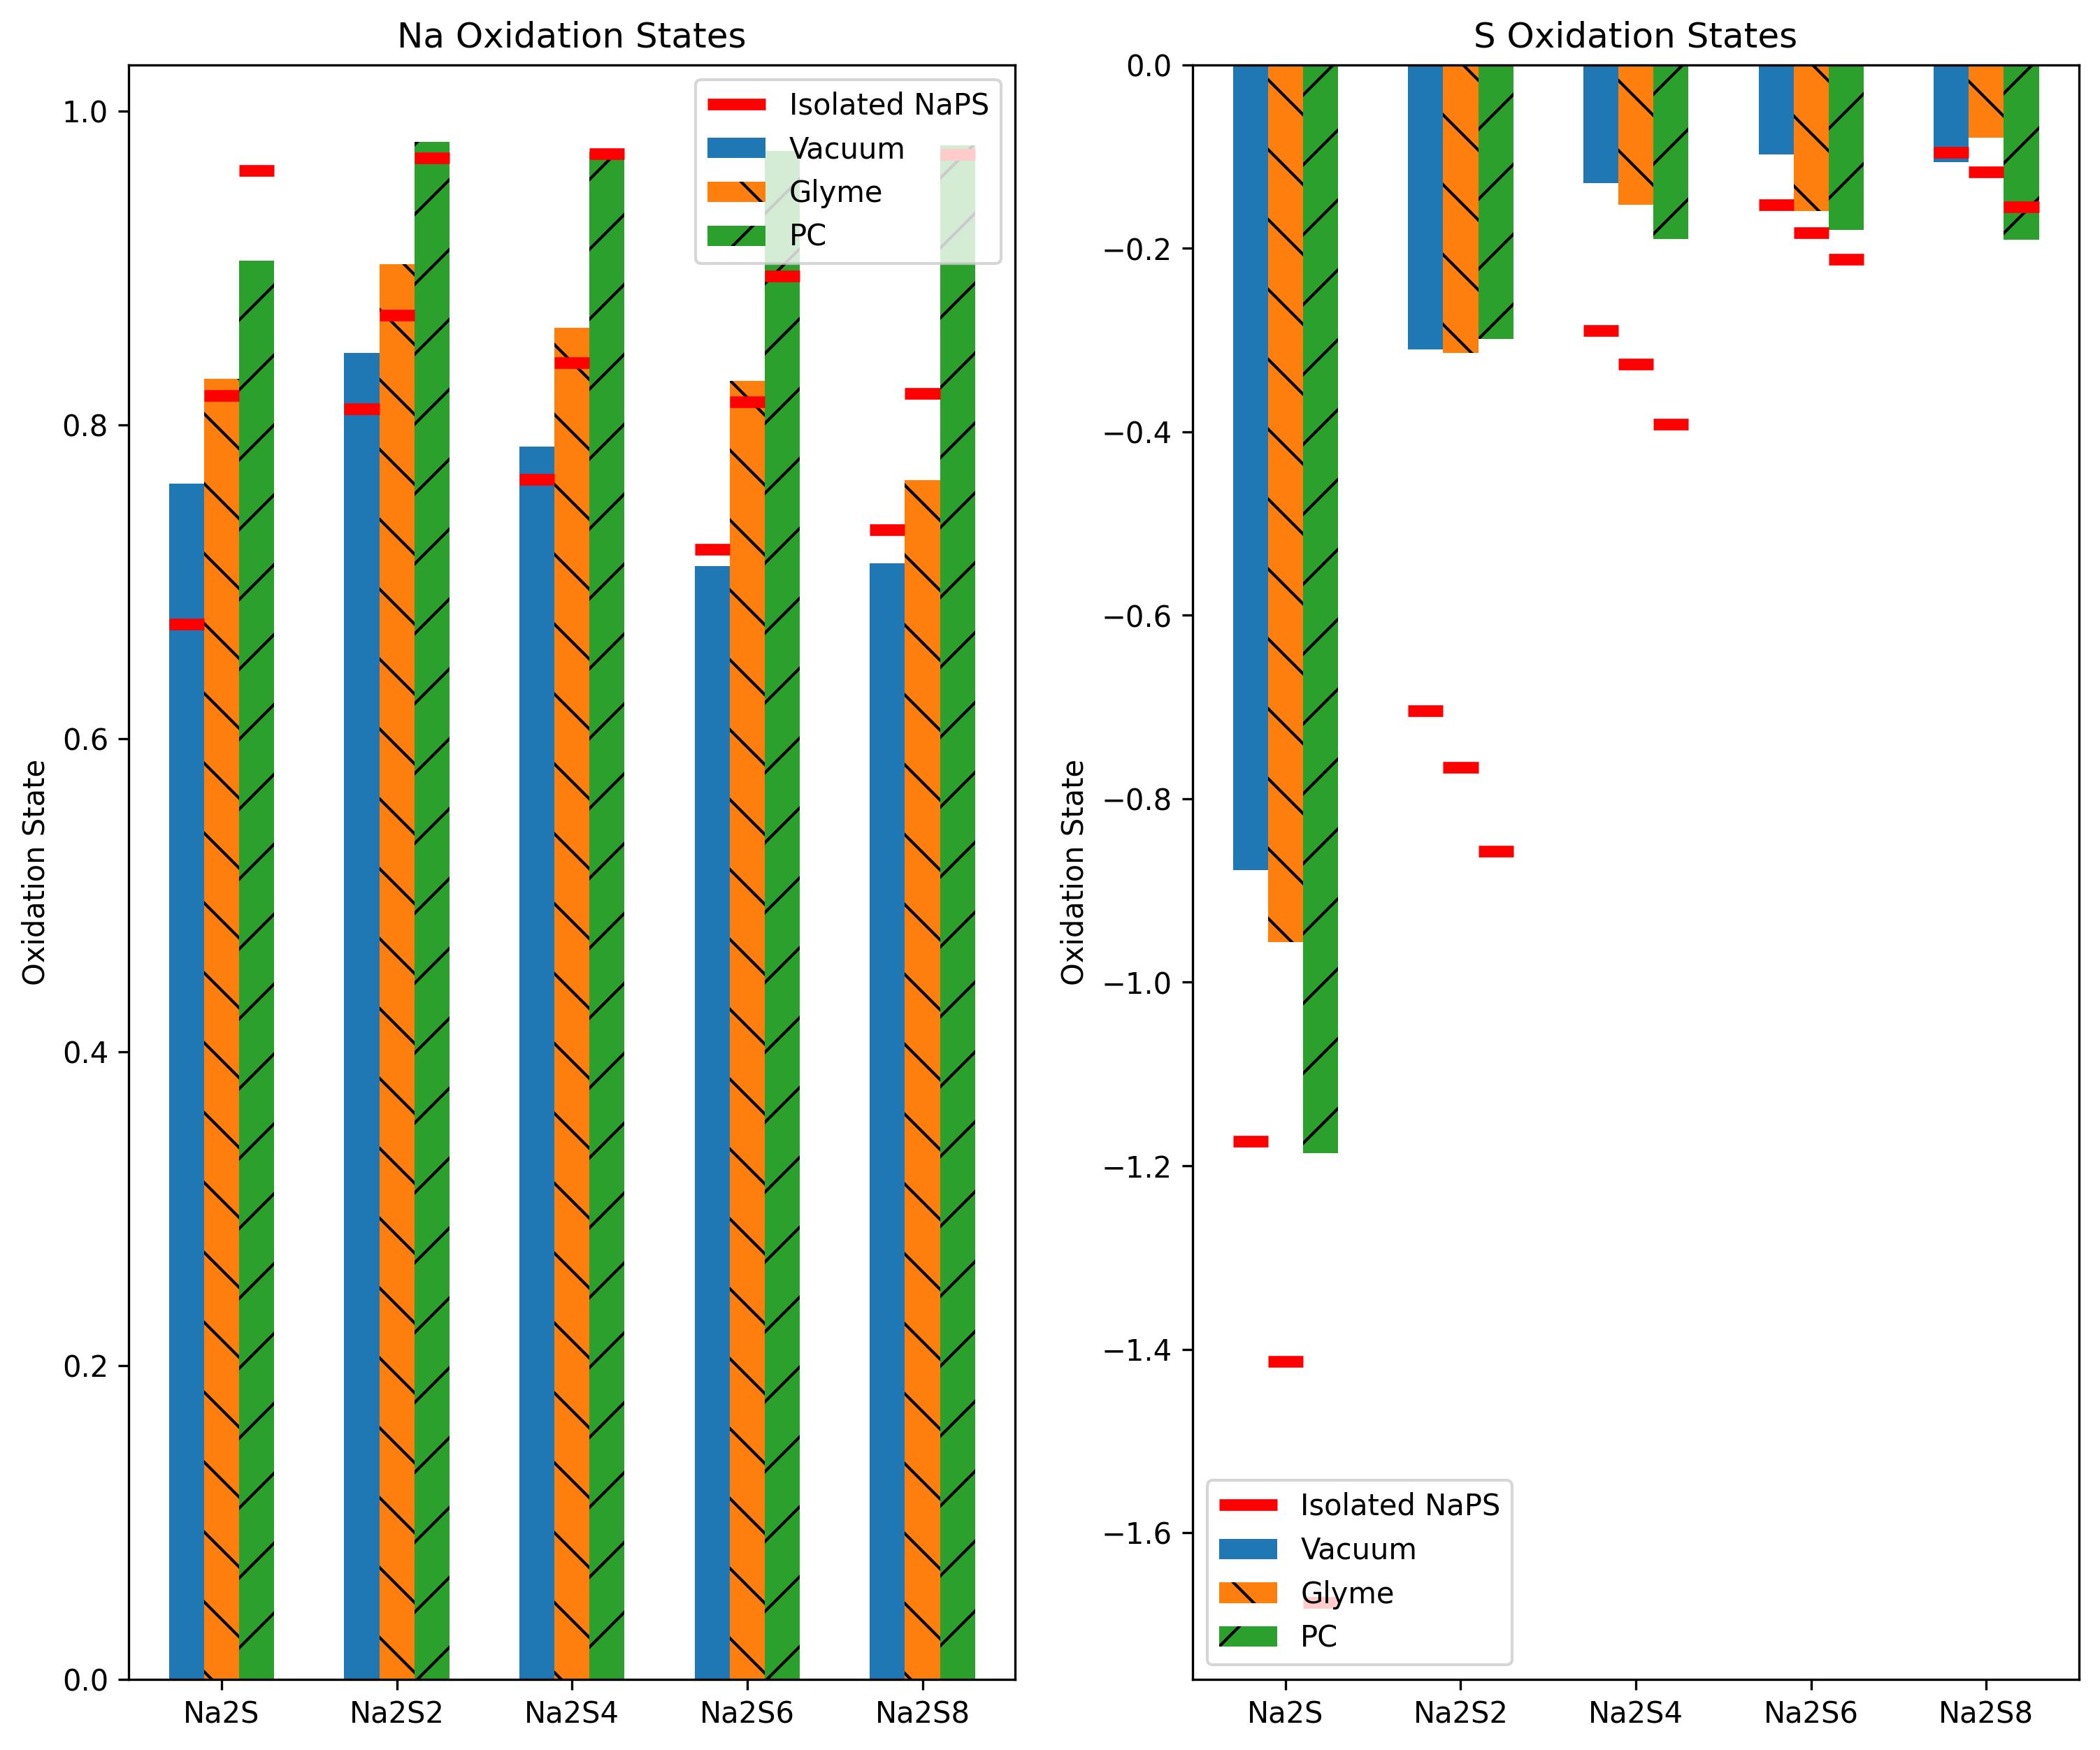 Na Oxidation States
Oxidation State
1.0
0.8
0.6
0.4
0.2
0.0
Isolated NaPS
Vacuum
Glyme
PC
Na2S
Na2S2
Na2S4
Na2S6
Na2S8
S Oxidation States
Oxidation State
0.0
−0.2
−0.4
−0.6
−0.8
−1.0
−1.2
−1.4
−1.6
Isolated NaPS
Vacuum
Glyme
PC
Na2S
Na2S2
Na2S4
Na2S6
Na2S8